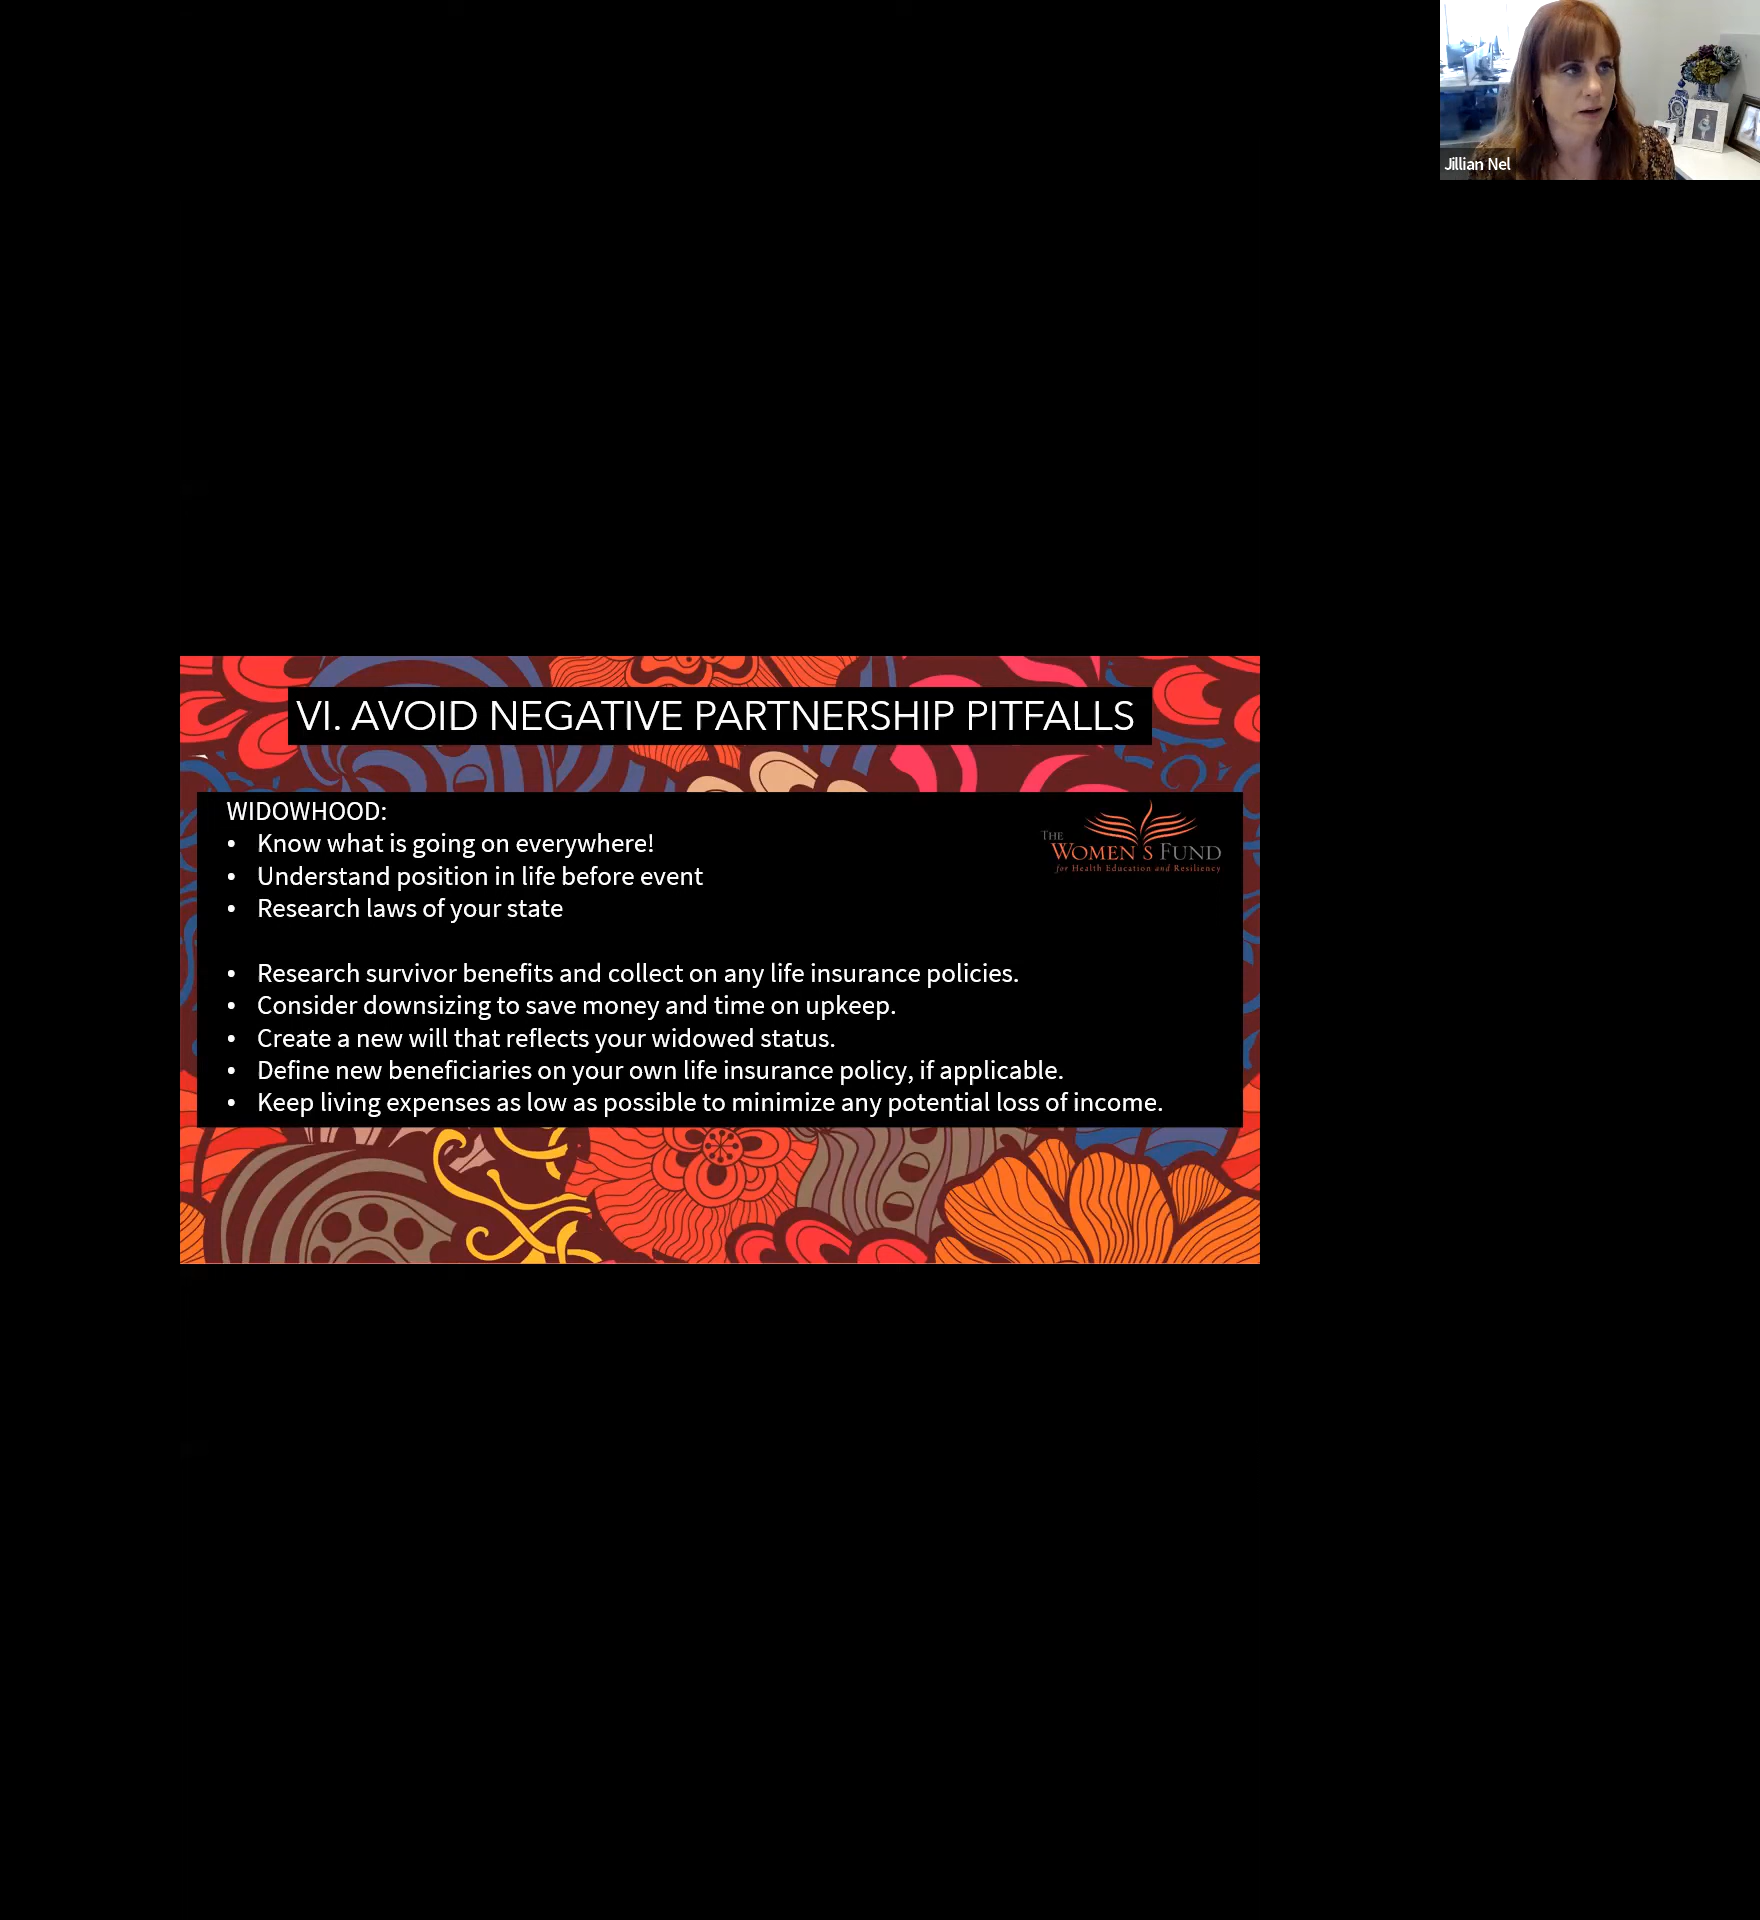 Jillian Nel
VI. AVOID NEGATIVE PARTNERSHIP PITFALLS
WIDOWHOOD:
• Know what is going on everywhere!
• Understand position in life before event
• Research laws of your state
THE
WOMEN'S FUND
for Health Education and Resiliency
• Research survivor benefits and collect on any life insurance policies.
• Consider downsizing to save money and time on upkeep.
• Create a new will that reflects your widowed status.
• Define new beneficiaries on your own life insurance policy, if applicable.
• Keep living expenses as low as possible to minimize any potential loss of income.